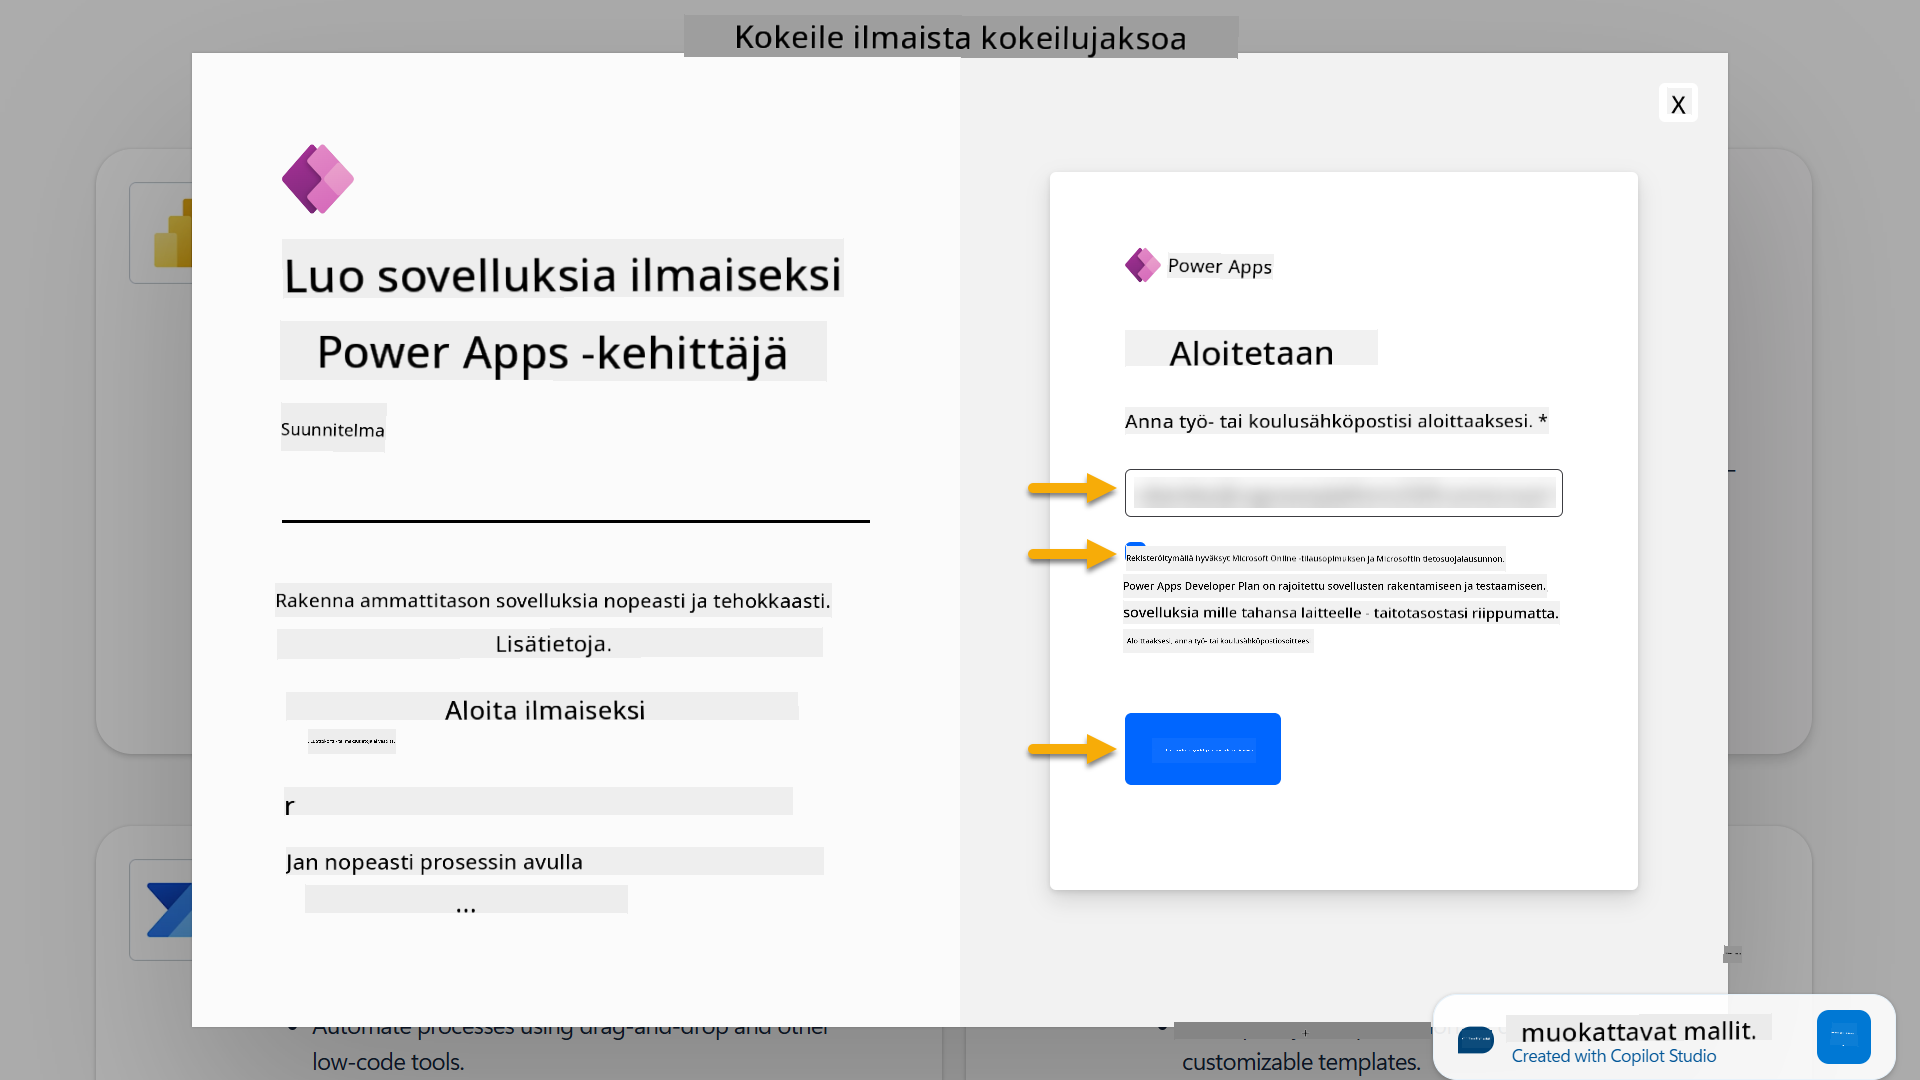 Kokeile ilmaista kokeilujaksoa
X
Luo sovelluksia ilmaiseksi
Power Apps -kehittäjä
Suunnitelma
Rakenna ammattitason sovelluksia nopeasti ja tehokkaasti.
Lisätietoja.
Aloita ilmaiseksi
r
Jan nopeasti prosessin avulla
...
Power Apps
Aloitetaan
Anna työ- tai koulusähköpostisi aloittaaksesi. *
Rekisteröitymällä hyväksyt Microsoft Online -tilausopimuksen ja Microsoftin tietosuojalausunnon.
Power Apps Developer Plan on rajoitettu sovellusten rakentamiseen ja testaamiseen.
sovelluksia mille tahansa laitteelle - taitotasostasi riippumatta.
Aloittaaksesi, anna työ- tai koulusähköpostiosoitteesi
Automate processes using drag-and-drop and other
low-code tools.
customizable templates.
muokattavat mallit.
Created with Copilot Studio